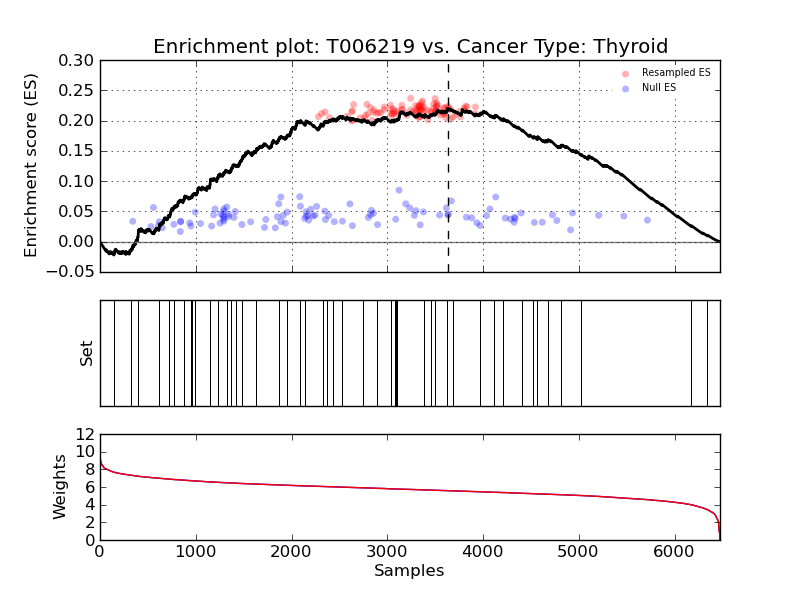 Enrichment plot: T006219 vs. Cancer Type: Thyroid
Enrichment score (ES)
0.30
0.25
0.20
0.15
0.10
0.05
0.00
−0.05
Resampled ES
Null ES
Set
Weights
12
10
8
6
4
2
0
0 1000 2000 3000 4000 5000 6000
Samples